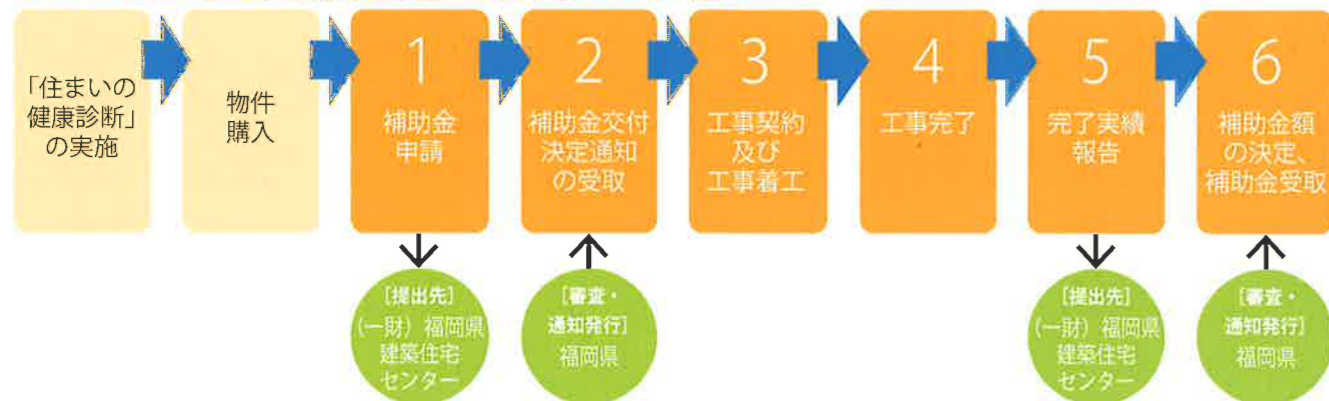 「住まいの
健康診断」
の実施
物件
購入
1
補助金
申請
2
補助金交付
決定通知
の受取
3
工事契約
及び
工事着工
4
工事完了
5
完了実績
報告
6
補助金額
の決定、
補助金受取
[提出先]
(一財) 福岡県
建築住宅
センター
[審査・
通知発行]
福岡県
[提出先]
(一財) 福岡県
建築住宅
センター
[審査・
通知発行]
福岡県